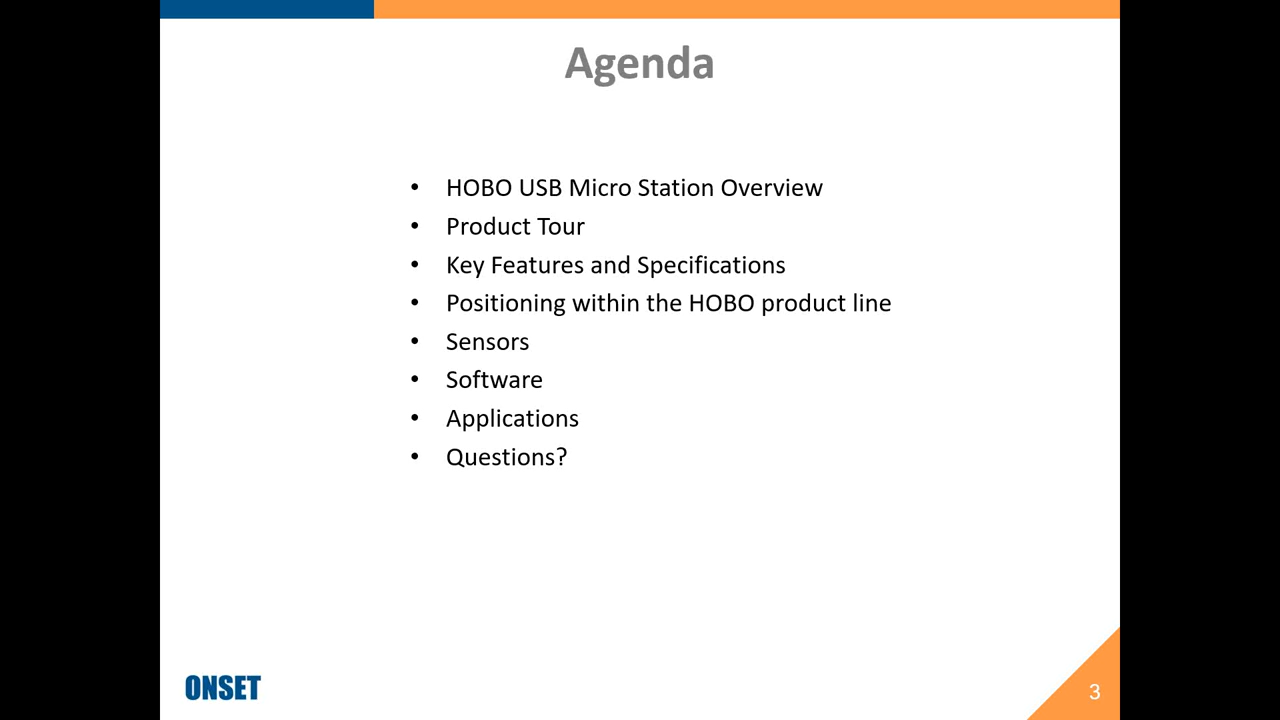 Agenda
• HOBO USB Micro Station Overview
• Product Tour
• Key Features and Specifications
• Positioning within the HOBO product line
• Sensors
• Software
• Applications
• Questions?
ONSET
3